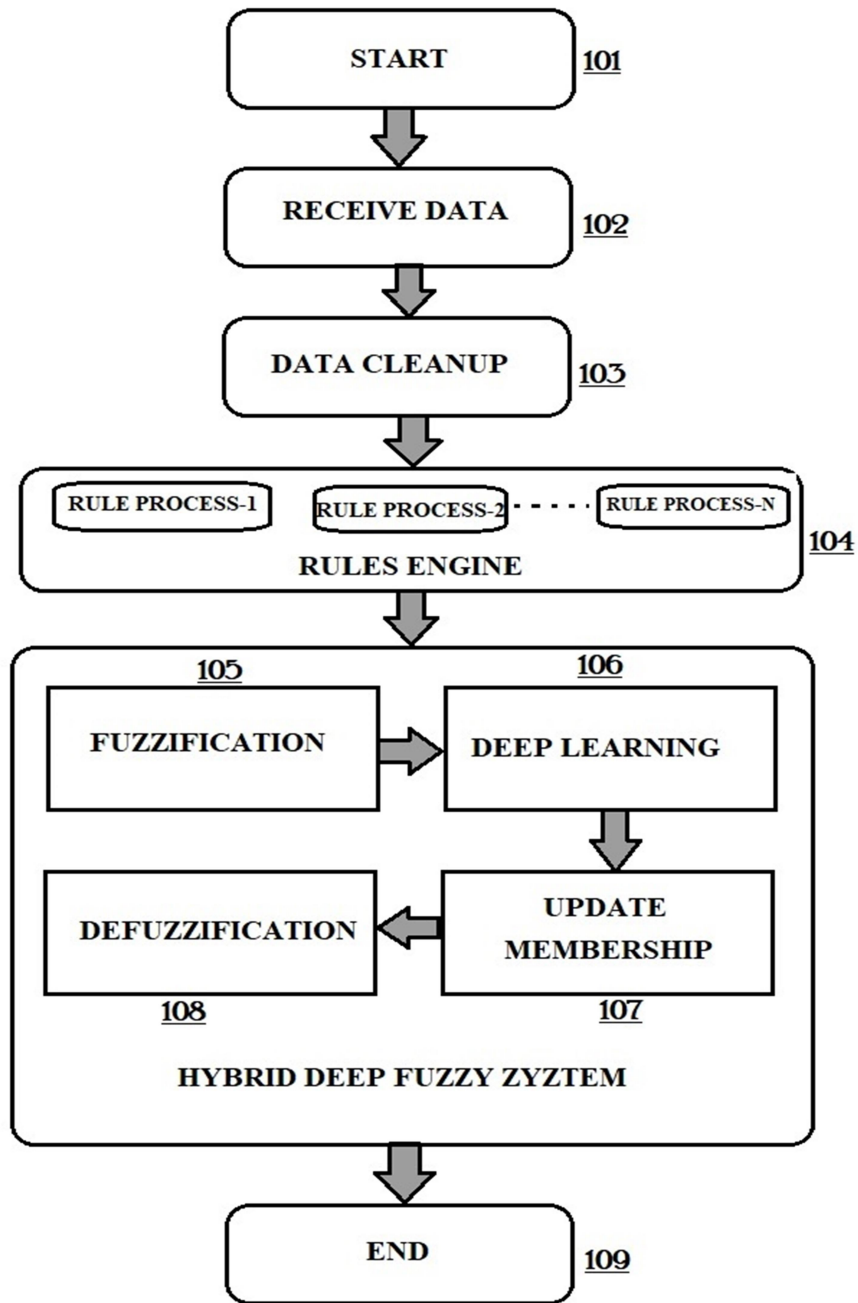 START 101
RECEIVE DATA 102
DATA CLEANUP 103
RULE PROCESS-1 RULE PROCESS-2 RULE PROCESS-N
RULES ENGINE 104
105 106
FUZZIFICATION DEEP LEARNING
UPDATE
DEFUZZIFICATION MEMBERSHIP
108 107
HYBRID DEEP FUZZY ZYZTEM
END 109